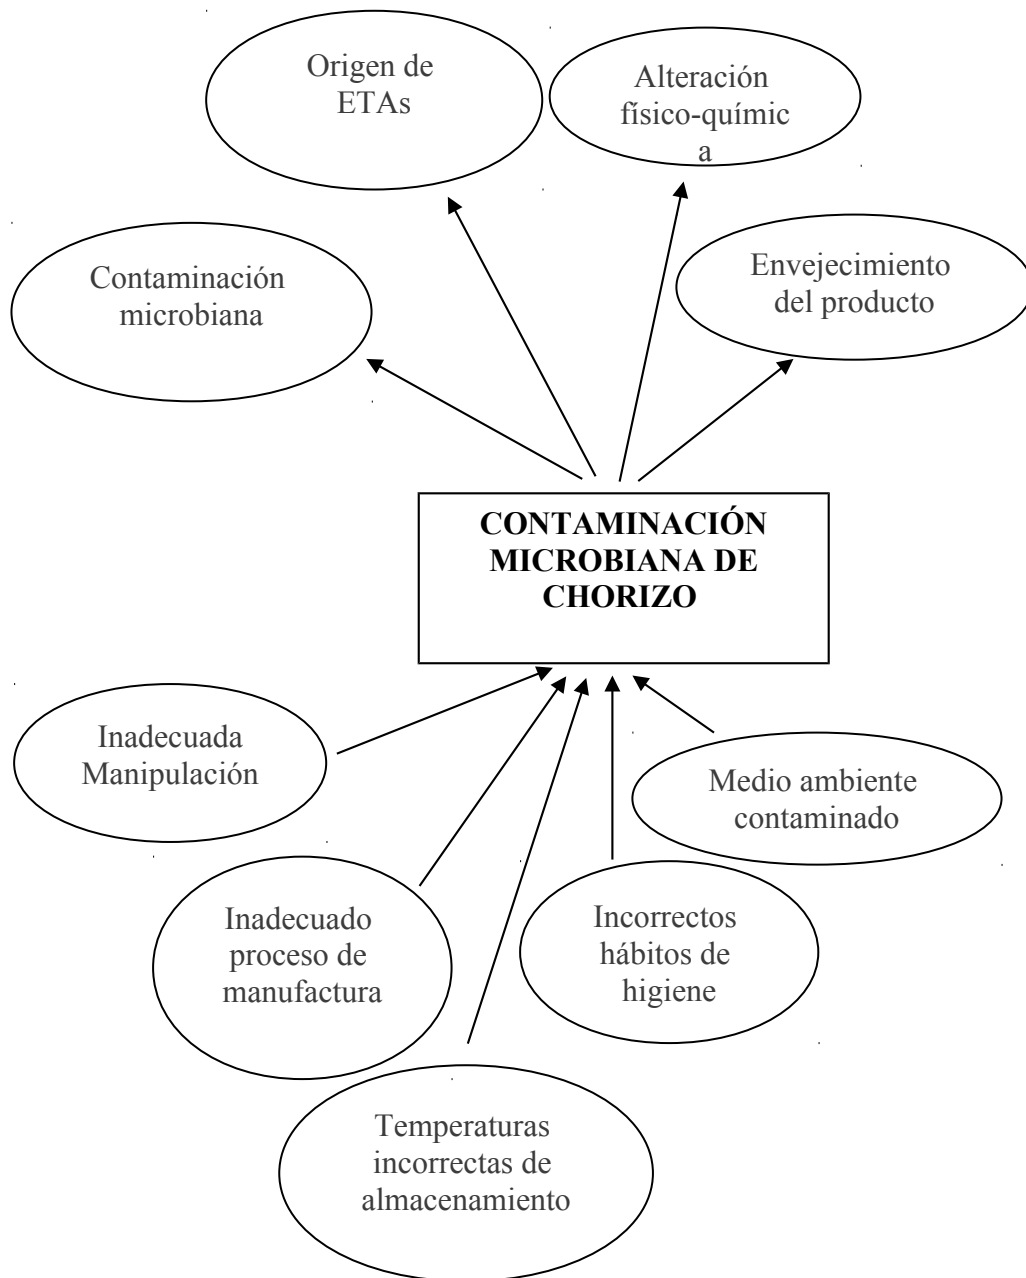 Origen de
ETAs
Alteración
físico-químic
a
Contaminación
microbiana
Envejecimiento
del producto
CONTAMINACIÓN
MICROBIANA DE
CHORIZO
Inadecuada
Manipulación
Medio ambiente
contaminado
Inadecuado
proceso de
manufactura
Incorrectos
hábitos de
higiene
Temperaturas
incorrectas de
almacenamiento